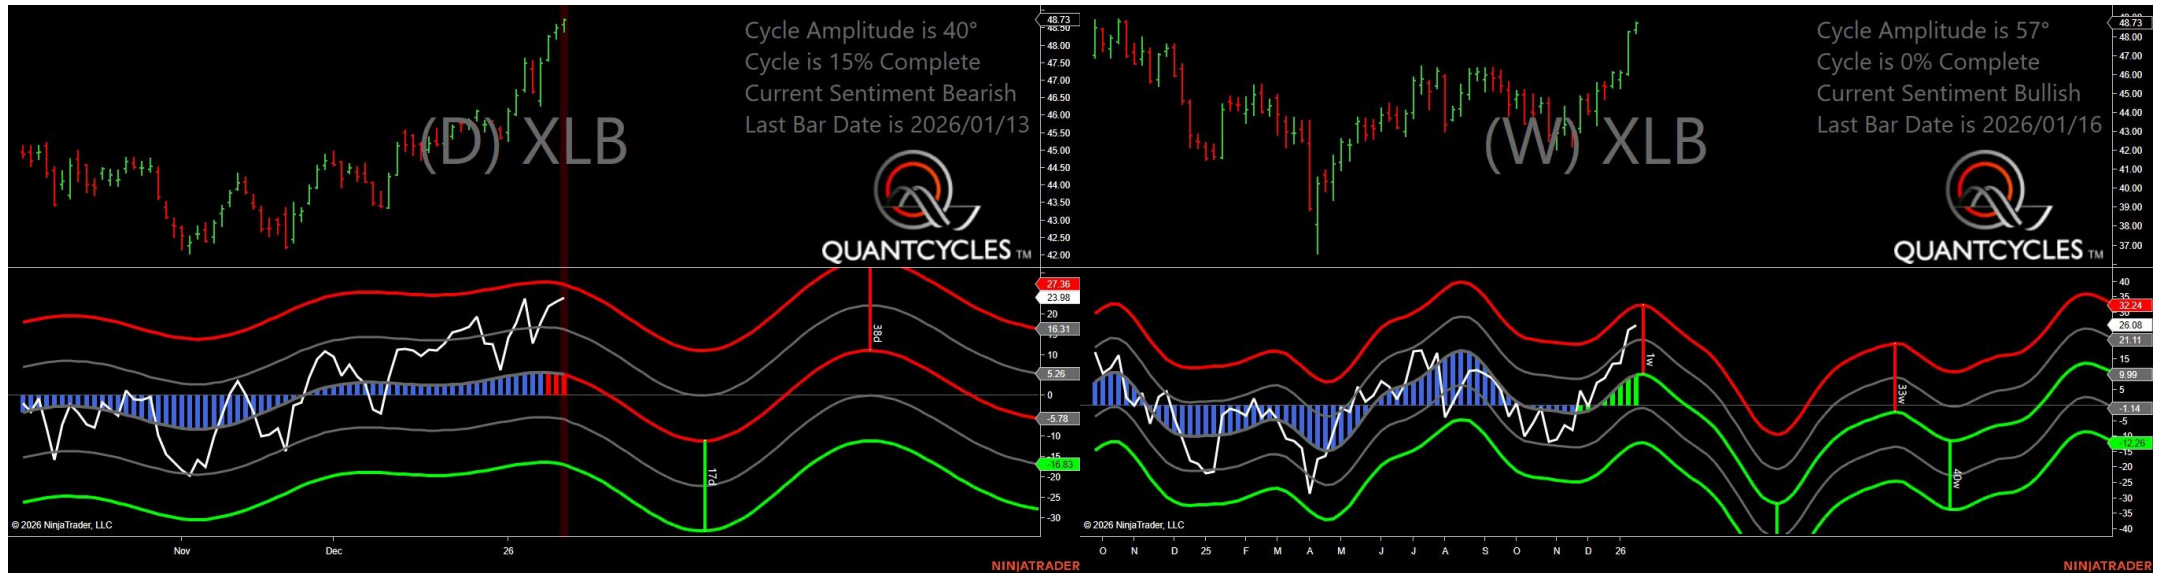 Cycle Amplitude is 40°
Cycle is 15% Complete
Current Sentiment Bearish
Last Bar Date is 2026/01/13
(D) XLB
QUANTCYCLES TM
48.73
48.50
48.00
47.50
47.00
46.50
46.00
45.50
45.00
44.50
44.00
43.50
43.00
42.50
42.00
27.36
23.98
20
16.31
10
5.26
0
-5.78
-10
-15
-16.83
-20
-25
-30
38d
17d
© 2026 NinjaTrader, LLC
Nov
Dec
26
NINJATRADER
Cycle Amplitude is 57°
Cycle is 0% Complete
Current Sentiment Bullish
Last Bar Date is 2026/01/16
(W) XLB
QUANTCYCLES TM
48.73
48.00
47.00
46.00
45.00
44.00
43.00
42.00
41.00
40.00
39.00
38.00
37.00
40
35
32.24
30
26.08
21.11
15
9.99
5
-1.14
-5
-10
-12.26
-15
-20
-25
-30
-35
-40
1w
33w
40w
© 2026 NinjaTrader, LLC
O
N
D
25
F
M
A
M
J
J
A
S
O
N
D
26
NINJATRADER